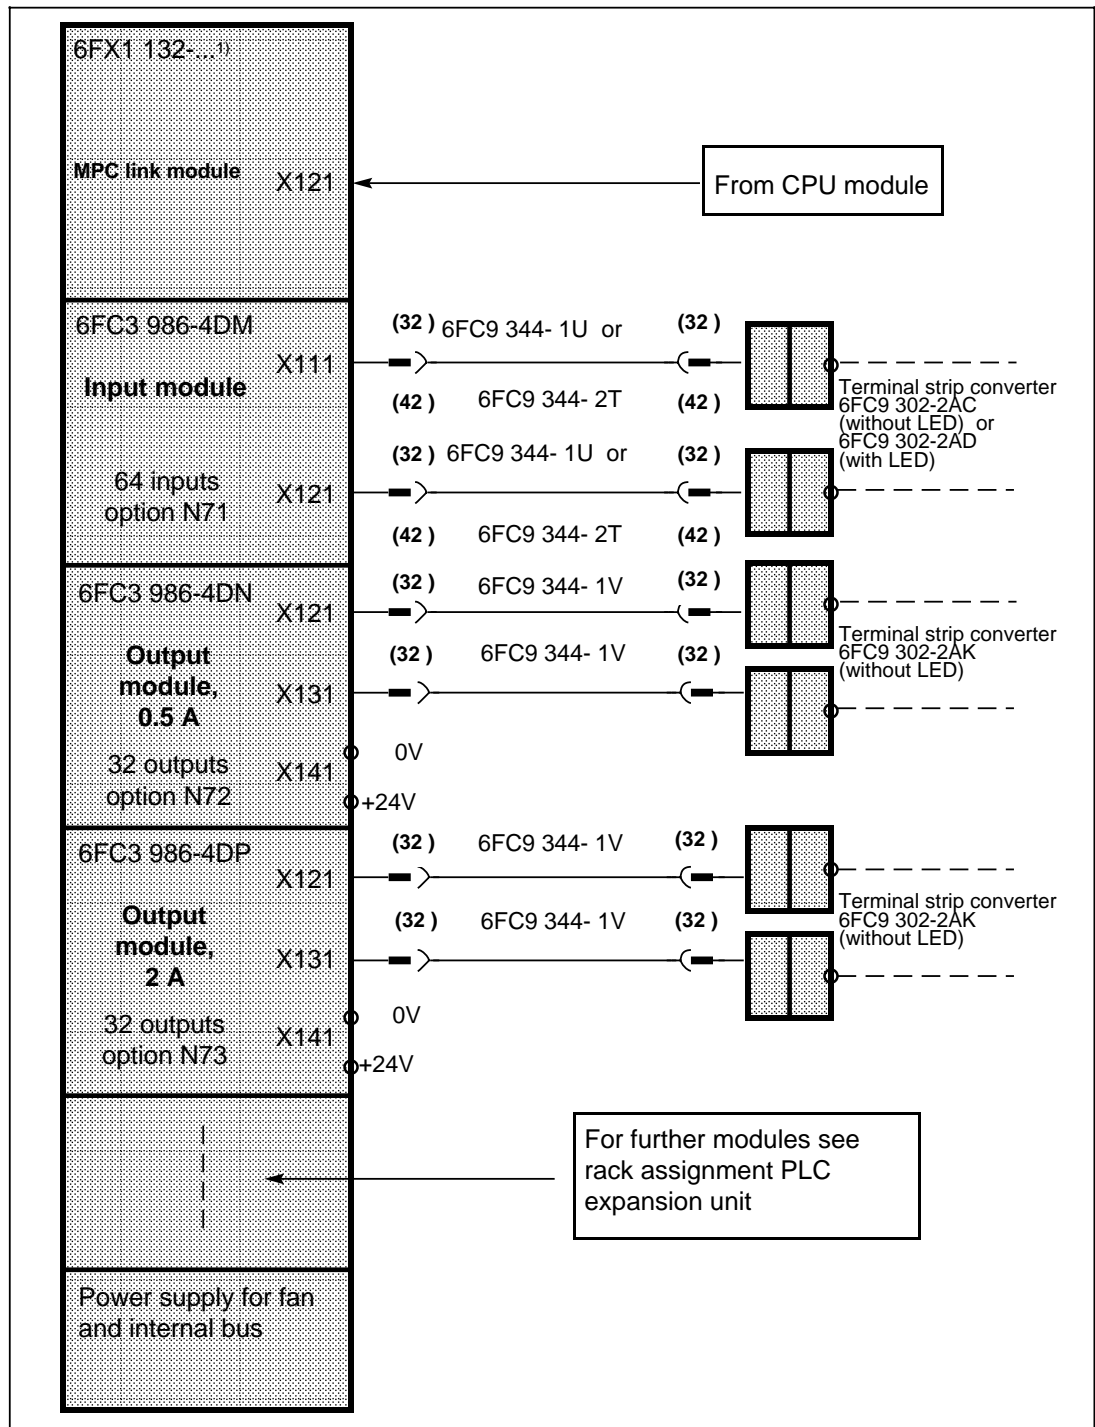 6FX1 132-...1)
MPC link module
X121
From CPU module
6FC3 986-4DM
X111
Input module
64 inputs
option N71
X121
(32 ) 6FC9 344- 1U or (32 )
(42 ) 6FC9 344- 2T (42 )
(32 ) 6FC9 344- 1U or (32 )
(42 ) 6FC9 344- 2T (42 )
Terminal strip converter
6FC9 302-2AC
(without LED) or
6FC9 302-2AD
(with LED)
6FC3 986-4DN
X121
Output
module,
0.5 A
X131
32 outputs
option N72
X141
(32 ) 6FC9 344- 1V (32 )
(32 ) 6FC9 344- 1V (32 )
0V
+24V
Terminal strip converter
6FC9 302-2AK
(without LED)
6FC3 986-4DP
X121
Output
module,
2 A
X131
32 outputs
option N73
X141
(32 ) 6FC9 344- 1V (32 )
(32 ) 6FC9 344- 1V (32 )
0V
+24V
Terminal strip converter
6FC9 302-2AK
(without LED)
For further modules see
rack assignment PLC
expansion unit
Power supply for fan
and internal bus